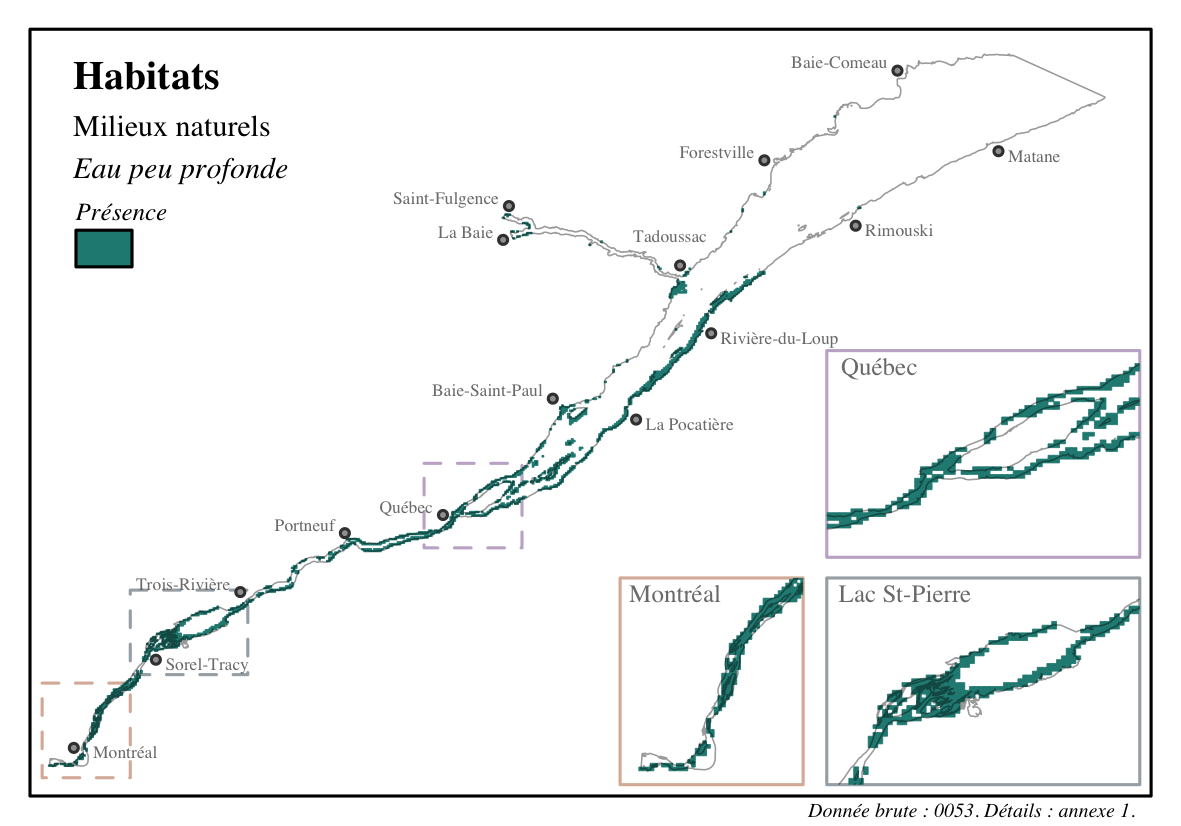 Habitats
Milieux naturels
Eau peu profonde
Présence
Baie-Comeau
Forestville
Matane
Saint-Fulgence
La Baie
Tadoussac
Rimouski
Rivière-du-Loup
Baie-Saint-Paul
La Pocatière
Québec
Portneuf
Trois-Rivière
Sorel-Tracy
Montréal
Québec
Montréal
Lac St-Pierre
Donnée brute : 0053. Détails : annexe 1.